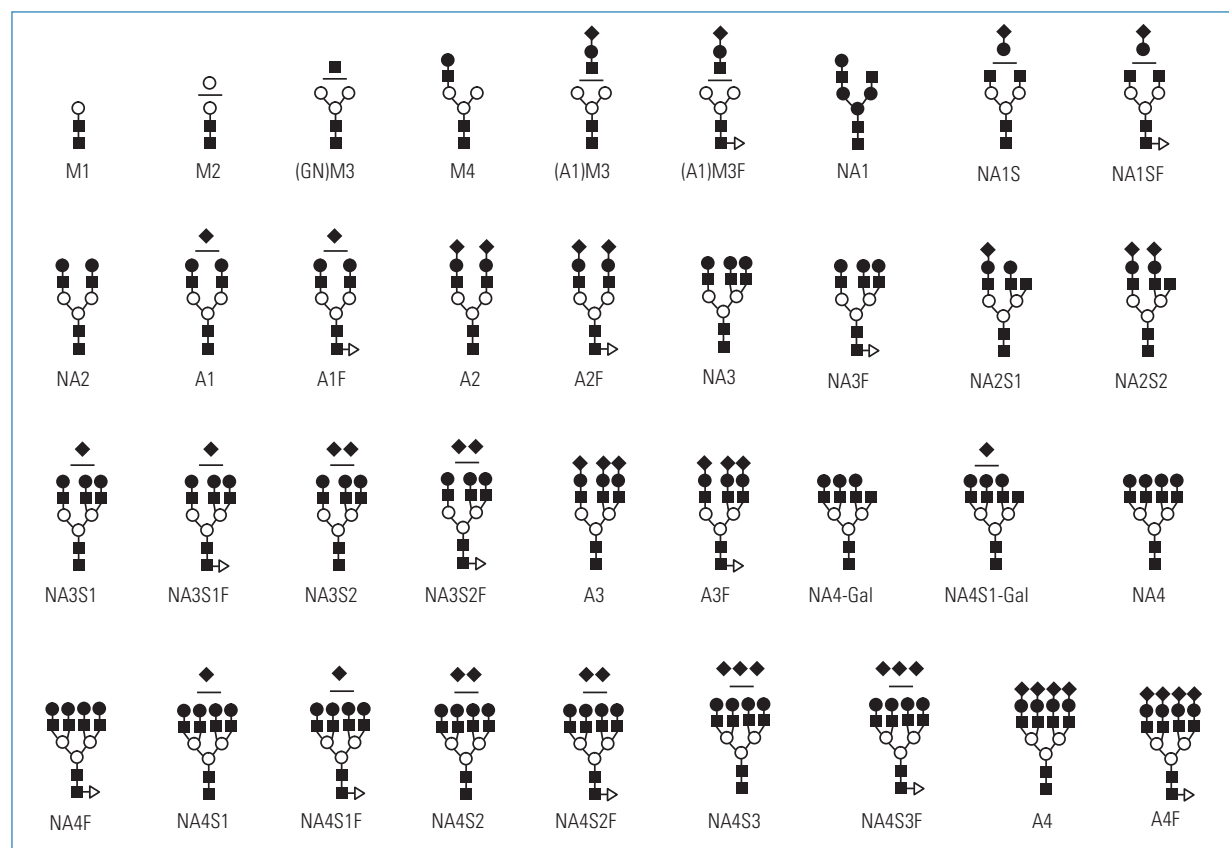 M1 M2 (GN)M3 M4 (A1)M3 (A1)M3F NA1 NA1S NA1SF
NA2 A1 A1F A2 A2F NA3 NA3F NA2S1 NA2S2
NA3S1 NA3S1F NA3S2 NA3S2F A3 A3F NA4-Gal NA4S1-Gal NA4
NA4F NA4S1 NA4S1F NA4S2 NA4S2F NA4S3 NA4S3F A4 A4F